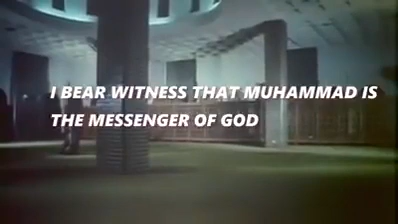 I BEAR WITNESS THAT MUHAMMAD IS
THE MESSENGER OF GOD